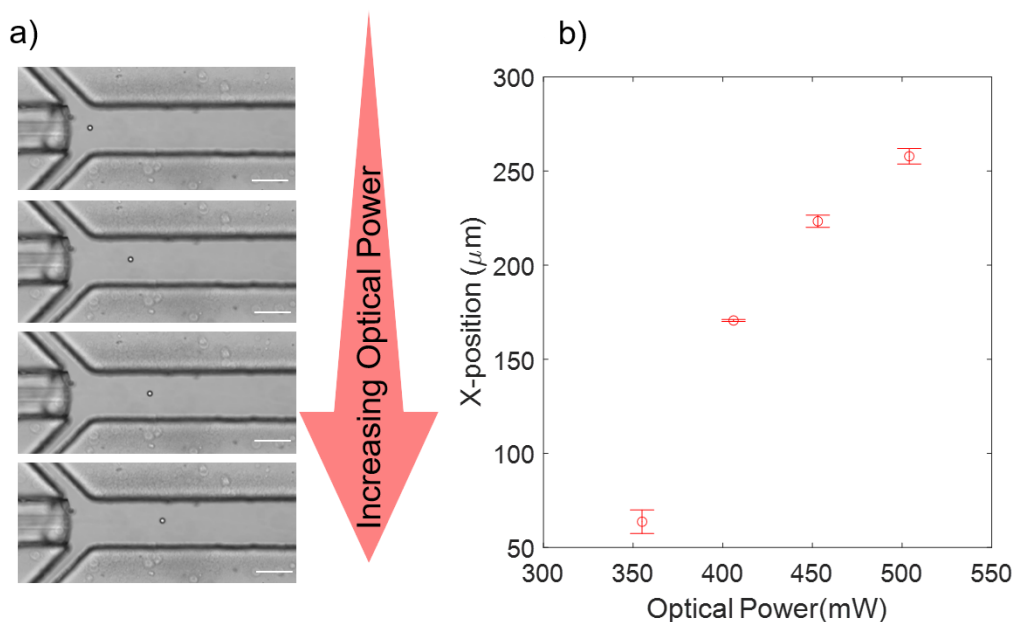 a)
Increasing Optical Power
b)
300
250
200
150
100
50
X-position (μm)
300 350 400 450 500 550
Optical Power(mW)